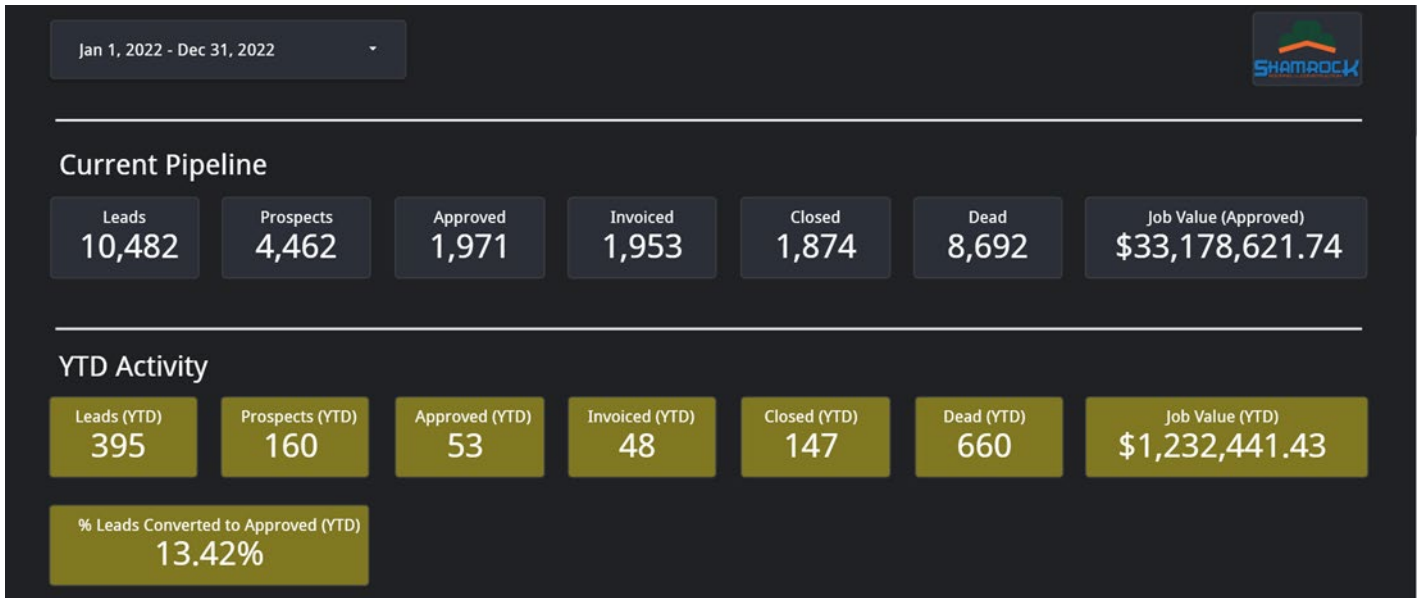 Jan 1, 2022 - Dec 31, 2022
SHAMROCK
Current Pipeline
Leads
10,482
Prospects
4,462
Approved
1,971
Invoiced
1,953
Closed
1,874
Dead
8,692
Job Value (Approved)
$33,178,621.74
YTD Activity
Leads (YTD)
395
Prospects (YTD)
160
Approved (YTD)
53
Invoiced (YTD)
48
Closed (YTD)
147
Dead (YTD)
660
Job Value (YTD)
$1,232,441.43
% Leads Converted to Approved (YTD)
13.42%